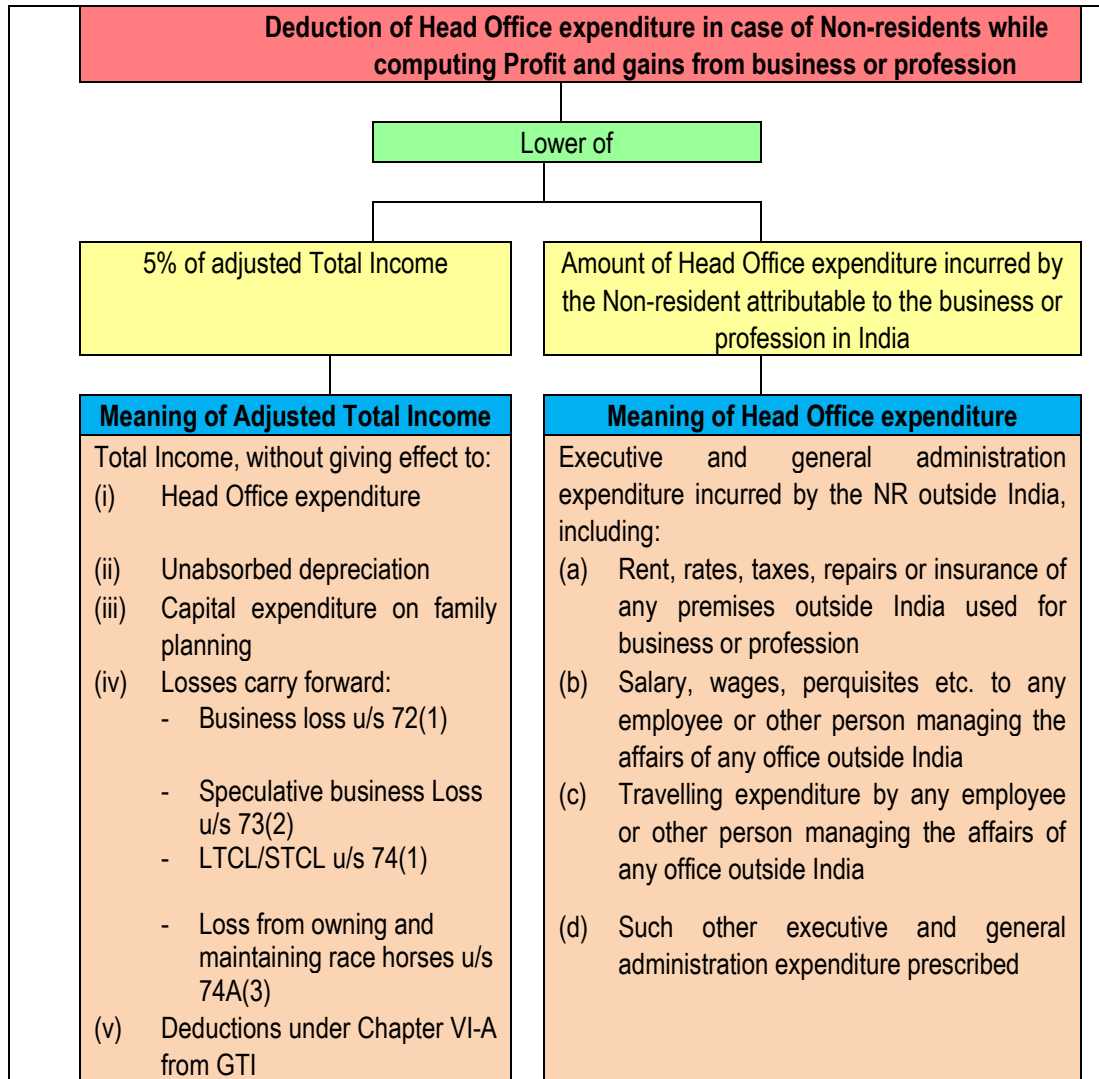 Deduction of Head Office expenditure in case of Non-residents while
computing Profit and gains from business or profession
Lower of
5% of adjusted Total Income
Amount of Head Office expenditure incurred by
the Non-resident attributable to the business or
profession in India
Meaning of Adjusted Total Income
Total Income, without giving effect to:
(i) Head Office expenditure
(ii) Unabsorbed depreciation
(iii) Capital expenditure on family
planning
(iv) Losses carry forward:
- Business loss u/s 72(1)
- Speculative business Loss
u/s 73(2)
- LTCL/STCL u/s 74(1)
- Loss from owning and
maintaining race horses u/s
74A(3)
(v) Deductions under Chapter VI-A
from GTI
Meaning of Head Office expenditure
Executive and general administration
expenditure incurred by the NR outside India,
including:
(a) Rent, rates, taxes, repairs or insurance of
any premises outside India used for
business or profession
(b) Salary, wages, perquisites etc. to any
employee or other person managing the
affairs of any office outside India
(c) Travelling expenditure by any employee
or other person managing the affairs of
any office outside India
(d) Such other executive and general
administration expenditure prescribed